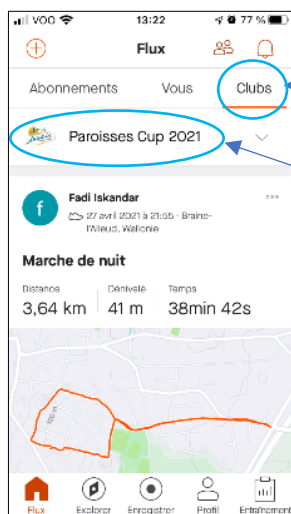 VOO 13:22 77 %
Flux
Abonnements Vous Clubs
Paroisses Cup 2021
f
Fadi Iskandar
27 avril 2021 à 21:55 · Braine-
l'Alleud, Wallonie
Marche de nuit
Distance Dénivelé Temps
3,64 km 41 m 38min 42s
100 m
Flux Explorer Enregistrer Profil Entraînement